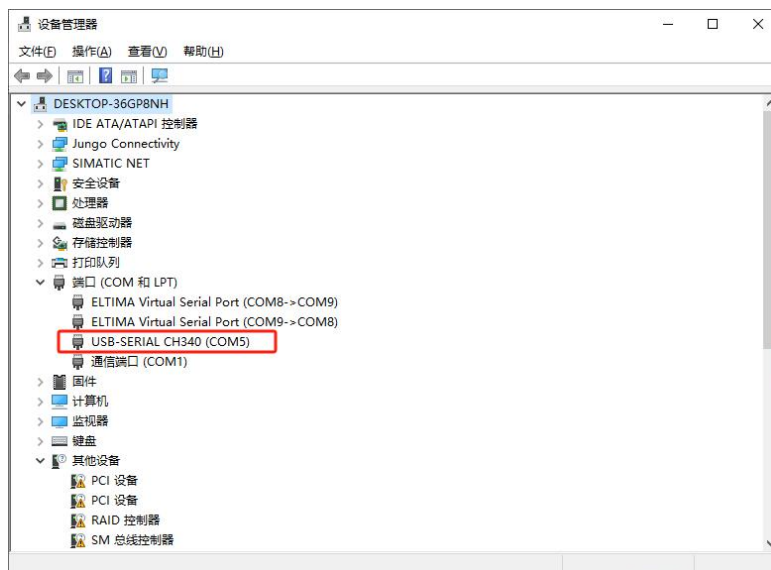 设备管理器
文件(F) 操作(A) 查看(V) 帮助(H)
DESKTOP-36GP8NH
IDE ATA/ATAPI 控制器
Jungo Connectivity
SIMATIC NET
安全设备
处理器
磁盘驱动器
存储控制器
打印队列
端口 (COM 和 LPT)
ELTIMA Virtual Serial Port (COM8->COM9)
ELTIMA Virtual Serial Port (COM9->COM8)
USB-SERIAL CH340 (COM5)
通信端口 (COM1)
固件
计算机
监视器
键盘
其他设备
PCI 设备
PCI 设备
RAID 控制器
SM 总线控制器